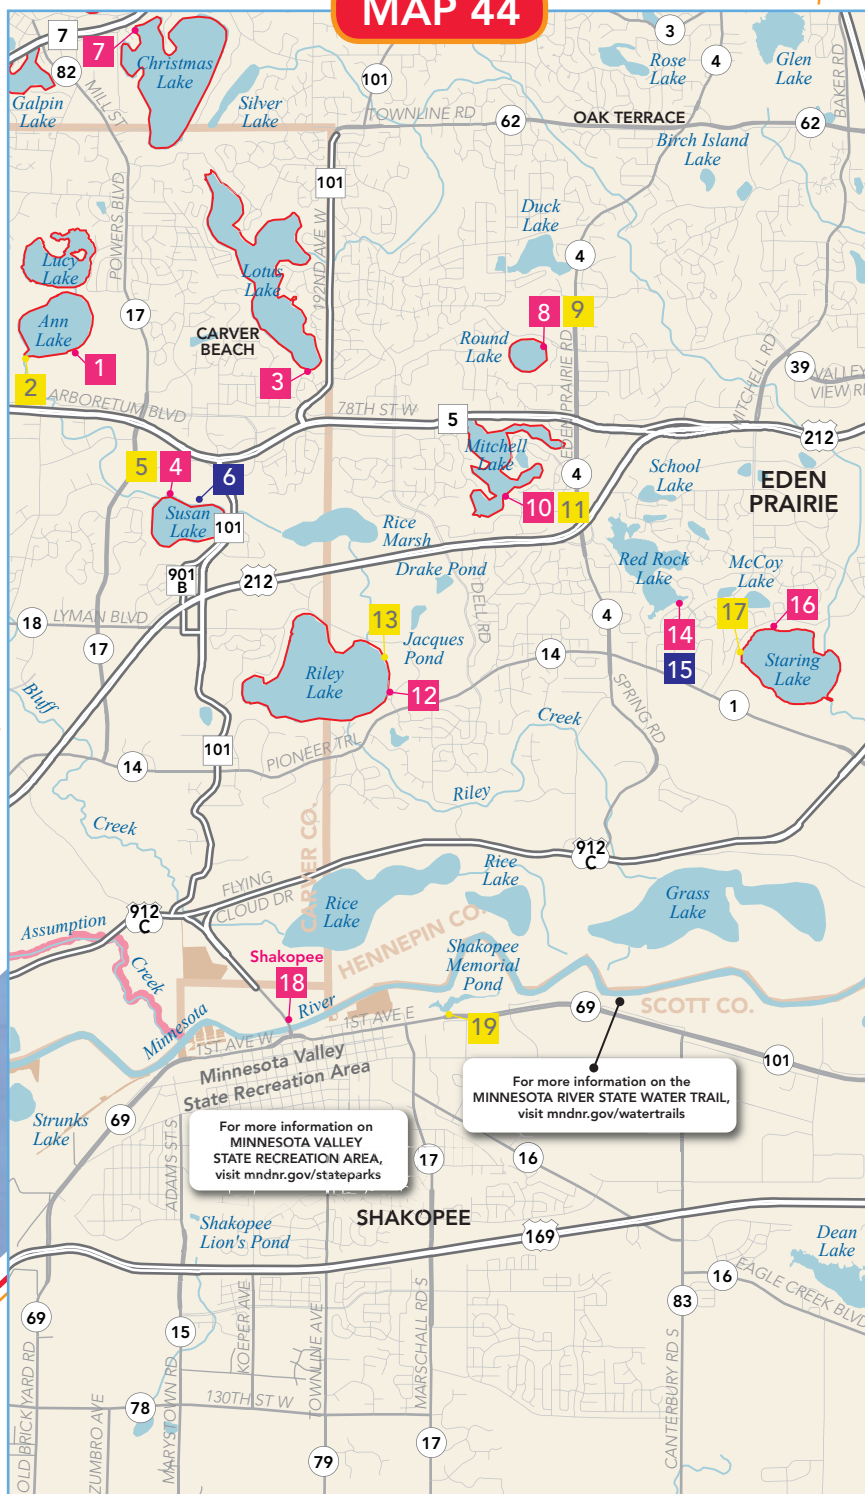 MAP 44
7
7
82
Christmas
Lake
Galpin
Lake
MILL ST
Silver
Lake
101
TOWNLINE RD
62
OAK TERRACE
3
Rose
Lake
4
Glen
Lake
BAKER RD
62
Birch Island
Lake
101
POWERS BLVD
192ND AVE W
Duck
Lake
4
Lucy
Lake
Lotus
Lake
Ann
Lake
17
CARVER
BEACH
8
9
Round
Lake
EDEN PRAIRIE RD
MITCHELL RD
39
VALLEY
VIEW RD
1
2
3
ARBORETUM BLVD
78TH ST W
5
212
Mitchell
Lake
4
School
Lake
EDEN
PRAIRIE
5
4
6
Susan
Lake
101
10
11
Rice
Marsh
Drake Pond
Red Rock
Lake
McCoy
Lake
901
B
212
18
LYMAN BLVD
17
13
DELL RD
Jacques
Pond
4
14
15
17
16
Staring
Lake
Riley
Lake
12
14
1
Bluff
SPRING RD
Creek
101
14
PIONEER TRL
Riley
Creek
CARVER CO.
912
C
FLYING
CLOUD DR
Rice
Lake
Rice
Lake
Grass
Lake
912
C
Assumption
Creek
HENNEPIN CO.
Shakopee
18
Shakopee
Memorial
Pond
River
Minnesota
1ST AVE W
1ST AVE E
19
69
SCOTT CO.
101
Minnesota Valley
State Recreation Area
For more information on the
MINNESOTA RIVER STATE WATER TRAIL,
visit mndnr.gov/watertrails
Strunks
Lake
69
For more information on
MINNESOTA VALLEY
STATE RECREATION AREA,
visit mndnr.gov/stateparks
ADAMS ST S
17
16
SHAKOPEE
Shakopee
Lion's Pond
169
Dean
Lake
16
EAGLE CREEK BLVD
83
69
15
KOEPER AVE
TOWNLINE AVE
MARSCHALL RD S
CANTERBURY RD S
OLD BRICK YARD RD
ZUMBRO AVE
MARYSTOWN RD
78
130TH ST W
17
79